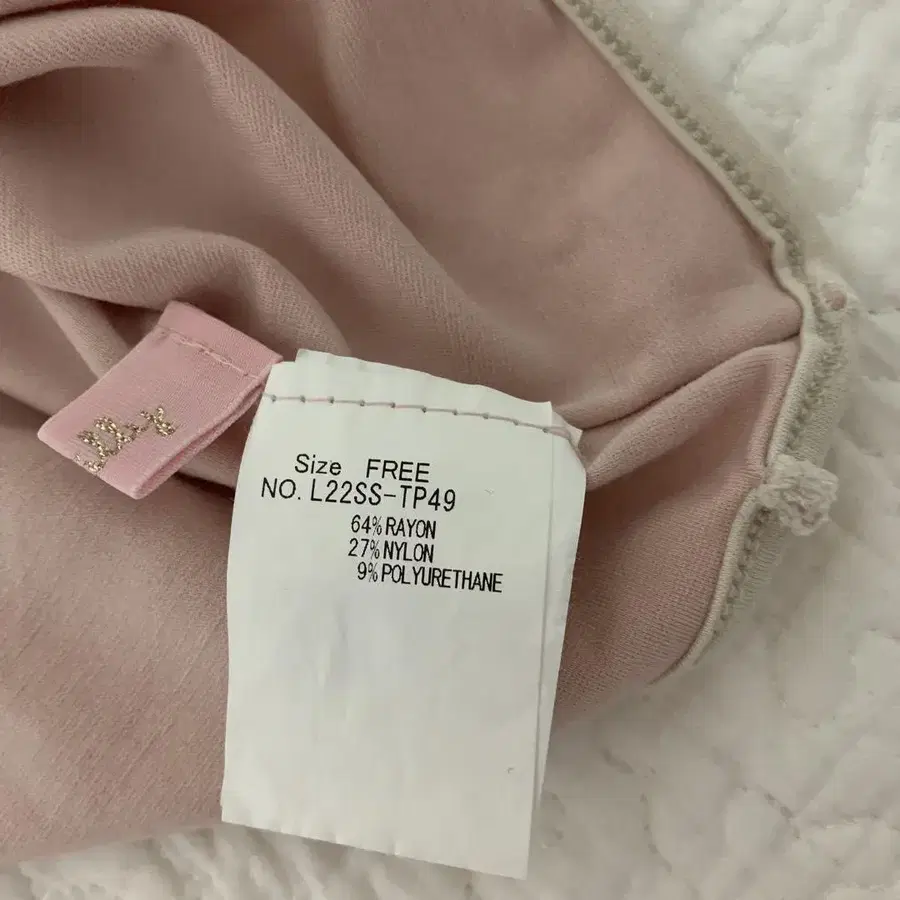 Size FREE
NO. L22SS-TP49
64% RAYON
27% NYLON
9% POLYURETHANE